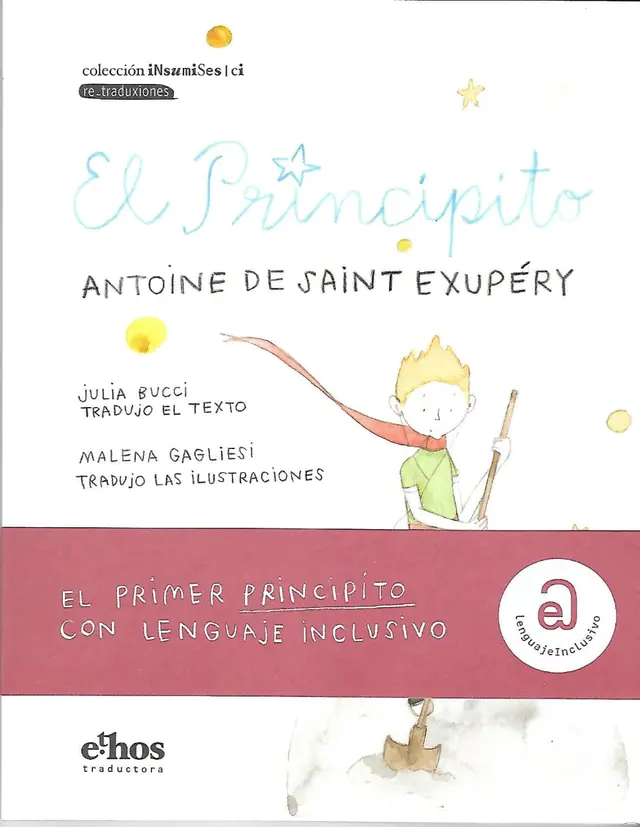 colección iNsumiSes | ci
re_traduxiones
El Principito
ANTOINE DE SAINT EXUPÉRY
JULIA BUCCI
TRADUJO EL TEXTO
MALENA GAGLIESI
TRADUJO LAS ILUSTRACIONES
EL PRIMER PRINCIPITO
CON LENGUAJE INCLUSIVO
LenguajeInclusivo
ethos
traductora